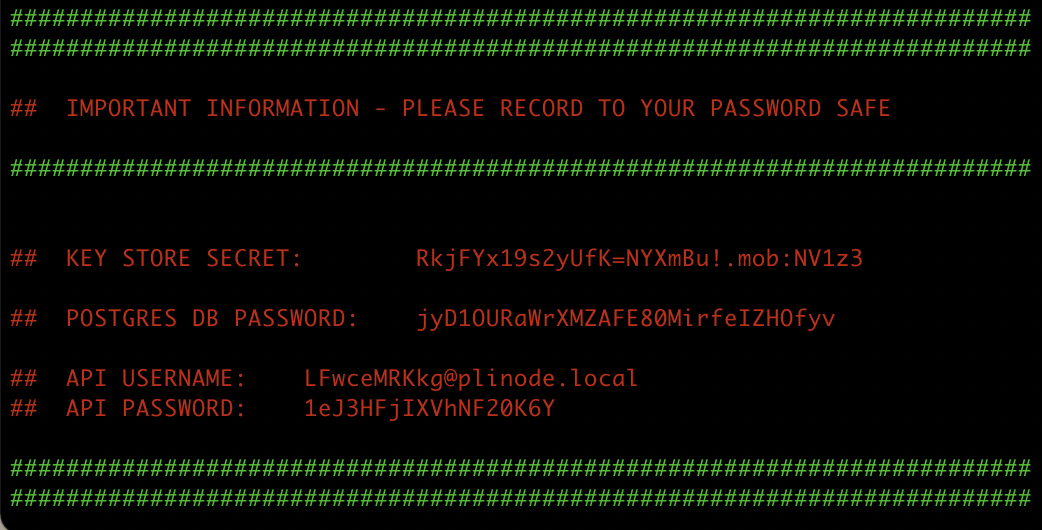 #########################################################################
#########################################################################
##  IMPORTANT INFORMATION - PLEASE RECORD TO YOUR PASSWORD SAFE
#########################################################################
##  KEY STORE SECRET:        RkjFYx19s2yUfK=NYXmBu!.mob:NV1z3
##  POSTGRES DB PASSWORD:    jyD1OURaWrXMZAFE80MirfeIZHOfyv
##  API USERNAME:    LFwceMRKkg@plinode.local
##  API PASSWORD:    1eJ3HFjIXVhNF20K6Y
#########################################################################
#########################################################################